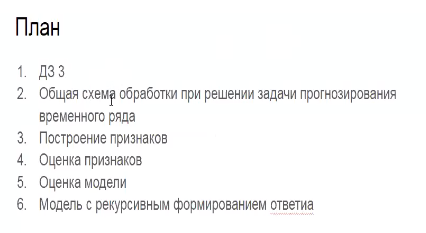 План
1. ДЗ 3
2. Общая схема обработки при решении задачи прогнозирования
временного ряда
3. Построение признаков
4. Оценка признаков
5. Оценка модели
6. Модель с рекурсивным формированием ответиа